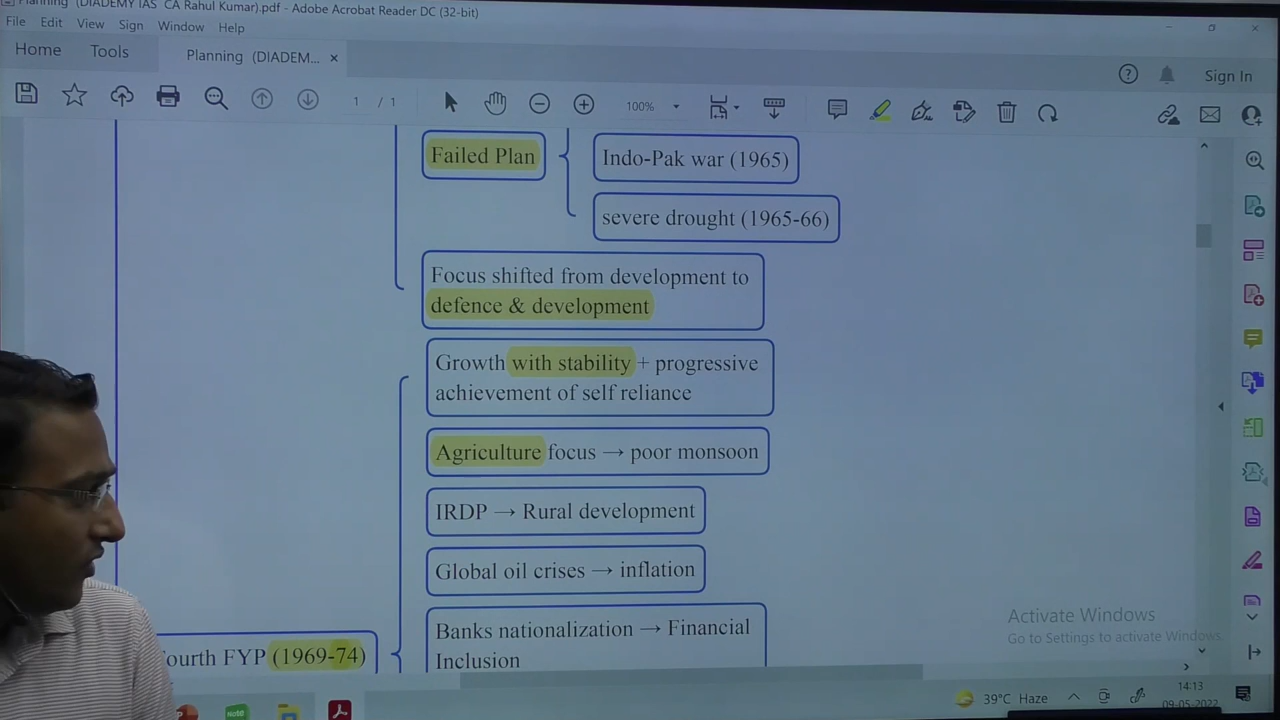 Planning (DIADEMY IAS CA Rahul Kumar).pdf - Adobe Acrobat Reader DC (32-bit)
File Edit View Sign Window Help
Home Tools Planning (DIADEM... ×
Sign In
1 / 1 100%
Failed Plan
Indo-Pak war (1965)
severe drought (1965-66)
Focus shifted from development to
defence & development
Growth with stability + progressive
achievement of self reliance
Agriculture focus → poor monsoon
IRDP → Rural development
Global oil crises → inflation
Banks nationalization → Financial
Inclusion
ourth FYP (1969-74)
Activate Windows
Go to Settings to activate Windows.
Note
39°C Haze
14:13
09-05-2022